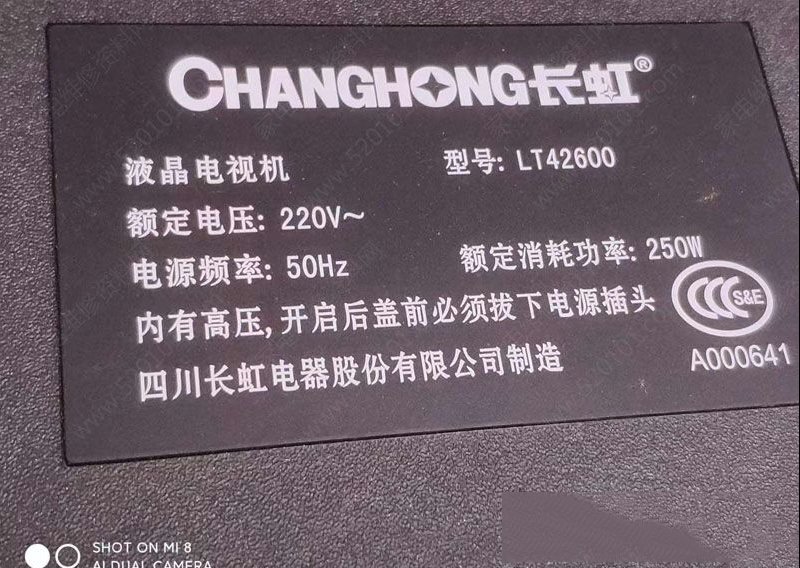 CHANGHONG长虹®
液晶电视机 型号: LT42600
额定电压: 220V~
电源频率: 50Hz 额定消耗功率: 250W
内有高压,开启后盖前必须拔下电源插头
S&E
四川长虹电器股份有限公司制造
A000641
SHOT ON MI 8
AI DUAL CAMERA